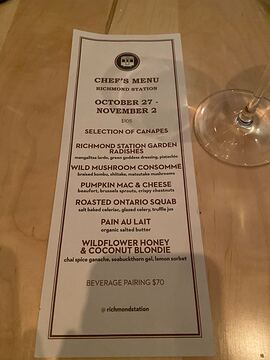 CHEF'S MENU
RICHMOND STATION
OCTOBER 27 -
NOVEMBER 2
$105
SELECTION OF CANAPES
RICHMOND STATION GARDEN
RADISHES
mangalitsa lardo, green goddess dressing, pistachio
WILD MUSHROOM CONSOMME
braised bombo, shiitake, matsutake mushrooms
PUMPKIN MAC & CHEESE
beaufort, brussels sprouts, crispy chestnuts
ROASTED ONTARIO SQUAB
salt baked celeriac, glazed celery, truffle jus
PAIN AU LAIT
organic salted butter
WILDFLOWER HONEY
& COCONUT BLONDIE
chai spice ganache, seabuckthorn gel, lemon sorbet
BEVERAGE PAIRING $70
@ richmondstation